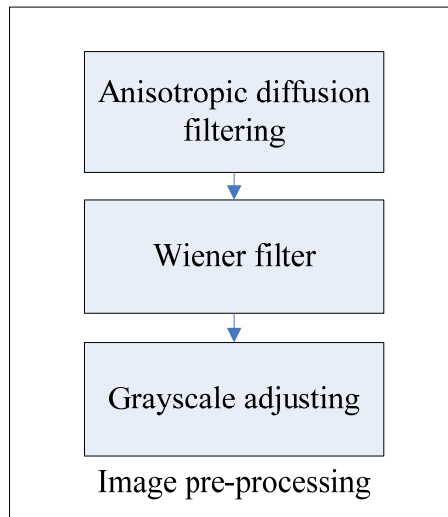 Anisotropic diffusion
filtering
Wiener filter
Grayscale adjusting
Image pre-processing